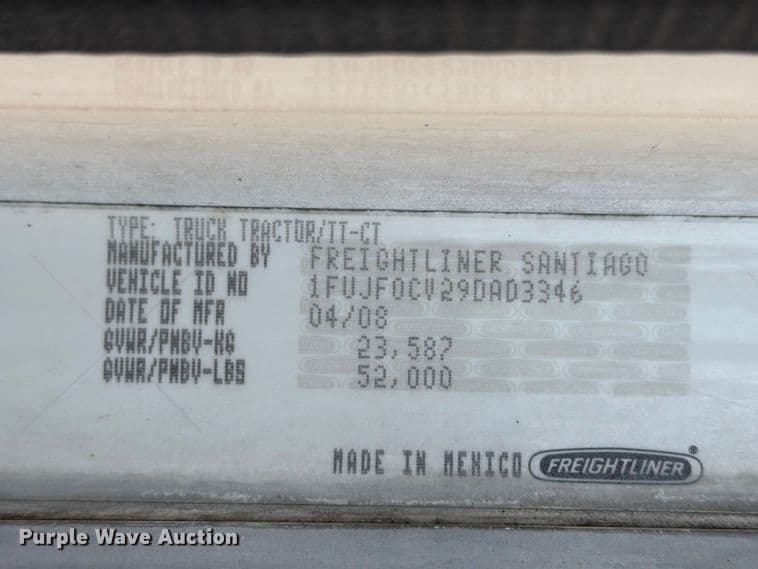 TYPE: TRUCK TRACTOR/TT-CT
MANUFACTURED BY FREIGHTLINER SANTIAGO
VEHICLE ID NO 1FUJF0CV29DAD3346
DATE OF MFR 04/08
GVWR/PNBV-KG 23,587
GVWR/PNBV-LBS 52,000
MADE IN MEXICO FREIGHTLINER®
Purple Wave Auction